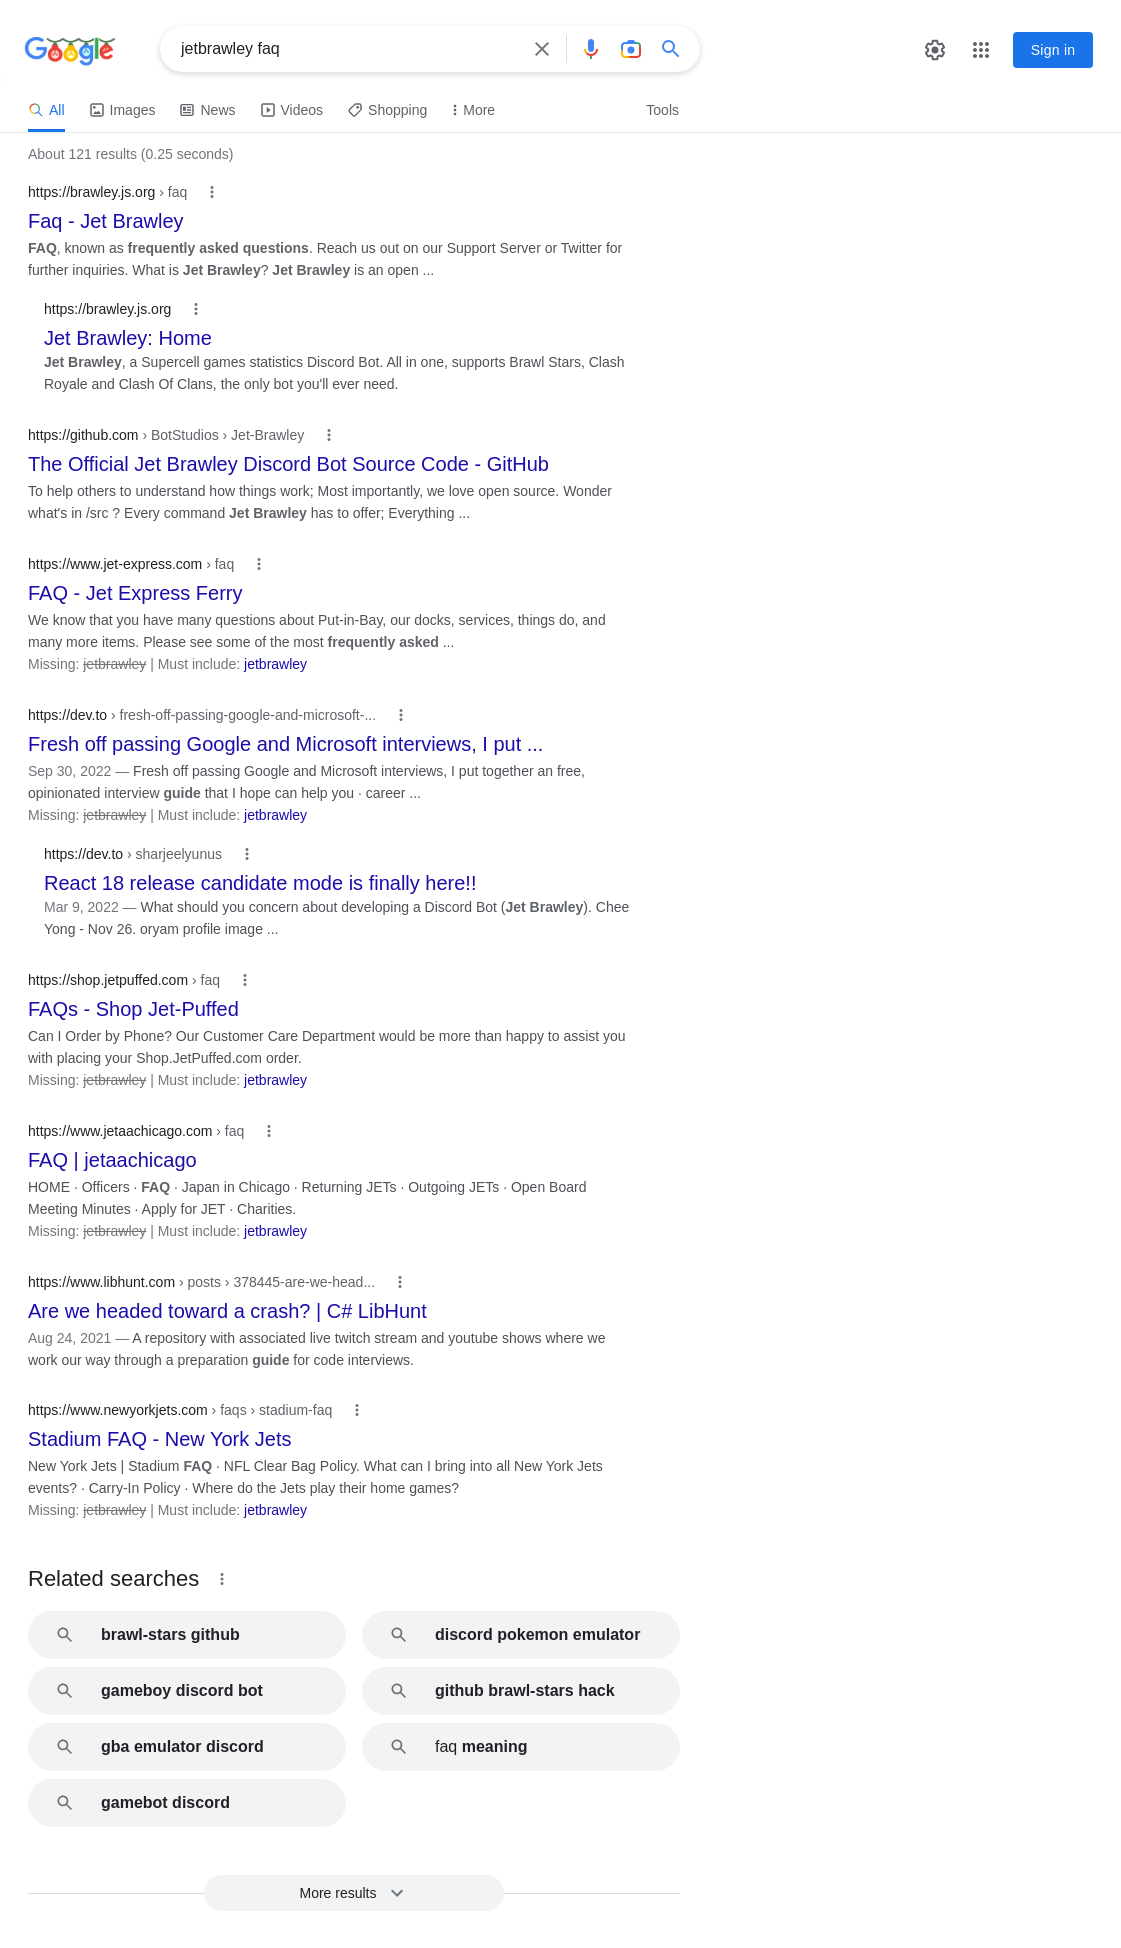 Google
jetbrawley faq
Sign in
All Images News Videos Shopping More Tools
About 121 results (0.25 seconds)
https://brawley.js.org › faq
Faq - Jet Brawley
FAQ, known as frequently asked questions. Reach us out on our Support Server or Twitter for
further inquiries. What is Jet Brawley? Jet Brawley is an open ...
https://brawley.js.org
Jet Brawley: Home
Jet Brawley, a Supercell games statistics Discord Bot. All in one, supports Brawl Stars, Clash
Royale and Clash Of Clans, the only bot you'll ever need.
https://github.com › BotStudios › Jet-Brawley
The Official Jet Brawley Discord Bot Source Code - GitHub
To help others to understand how things work; Most importantly, we love open source. Wonder
what's in /src ? Every command Jet Brawley has to offer; Everything ...
https://www.jet-express.com › faq
FAQ - Jet Express Ferry
We know that you have many questions about Put-in-Bay, our docks, services, things do, and
many more items. Please see some of the most frequently asked ...
Missing: jetbrawley | Must include: jetbrawley
https://dev.to › fresh-off-passing-google-and-microsoft-...
Fresh off passing Google and Microsoft interviews, I put ...
Sep 30, 2022 — Fresh off passing Google and Microsoft interviews, I put together an free,
opinionated interview guide that I hope can help you · career ...
Missing: jetbrawley | Must include: jetbrawley
https://dev.to › sharjeelyunus
React 18 release candidate mode is finally here!!
Mar 9, 2022 — What should you concern about developing a Discord Bot (Jet Brawley). Chee
Yong - Nov 26. oryam profile image ...
https://shop.jetpuffed.com › faq
FAQs - Shop Jet-Puffed
Can I Order by Phone? Our Customer Care Department would be more than happy to assist you
with placing your Shop.JetPuffed.com order.
Missing: jetbrawley | Must include: jetbrawley
https://www.jetaachicago.com › faq
FAQ | jetaachicago
HOME · Officers · FAQ · Japan in Chicago · Returning JETs · Outgoing JETs · Open Board
Meeting Minutes · Apply for JET · Charities.
Missing: jetbrawley | Must include: jetbrawley
https://www.libhunt.com › posts › 378445-are-we-head...
Are we headed toward a crash? | C# LibHunt
Aug 24, 2021 — A repository with associated live twitch stream and youtube shows where we
work our way through a preparation guide for code interviews.
https://www.newyorkjets.com › faqs › stadium-faq
Stadium FAQ - New York Jets
New York Jets | Stadium FAQ · NFL Clear Bag Policy. What can I bring into all New York Jets
events? · Carry-In Policy · Where do the Jets play their home games?
Missing: jetbrawley | Must include: jetbrawley
Related searches
brawl-stars github
discord pokemon emulator
gameboy discord bot
github brawl-stars hack
gba emulator discord
faq meaning
gamebot discord
More results